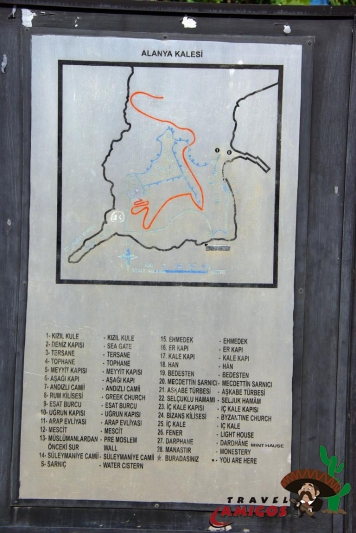 ALANYA KALESİ
1- KIZIL KULE - KIZIL KULE
2- DENİZ KAPISI - SEA GATE
3- TERSANE - TERSANE
4- TOPHANE - TOPHANE
5- MEYYİT KAPISI - MEYYİT KAPISI
6- AŞAĞI KAPI - AŞAĞI KAPI
7- ANDIZLI CAMİİ - ANDIZLI CAMİİ
8- RUM KİLİSESİ - GREEK CHURCH
9- ESAT BURCU - ESAT BURCU
10- UĞRUN KAPISI - UĞRUN KAPISI
11- ARAP EVLİYASI - ARAP EVLİYASI
12- MESCİT - MESCİT
13- MÜSLÜMANLARDAN - PRE MOSLEM
ÖNCEKİ SUR WALL
14- SÜLEYMANİYE CAMİİ - SÜLEYMANİYE CAMİİ
5- SARNIÇ - WATER CISTERN
15. EHMEDEK - EHMEDEK
16. ER KAPI - ER KAPI
17. KALE KAPI - KALE KAPI
18. HAN - HAN
19. BEDESTEN - BEDESTEN
20. MECDETTİN SARNICI - MECDETTİN SARNICI
21. AŞKABE TÜRBESİ - AŞKABE TÜRBESİ
22. SELÇUKLU HAMAMI - SELJUK HAMAM
23. İÇ KALE KAPISI - İÇ KALE KAPISI
24. BİZANS KİLİSESİ - BYZANTINE CHURCH
25. İÇ KALE - İÇ KALE
26. FENER - LIGHT HOUSE
27. DARPHANE - DAROHÂNE MINT HAUSE
28. MANASTIR - MONESTERY
☆. BURADASINIZ - YOU ARE HERE
TRAVEL
AMIGOS